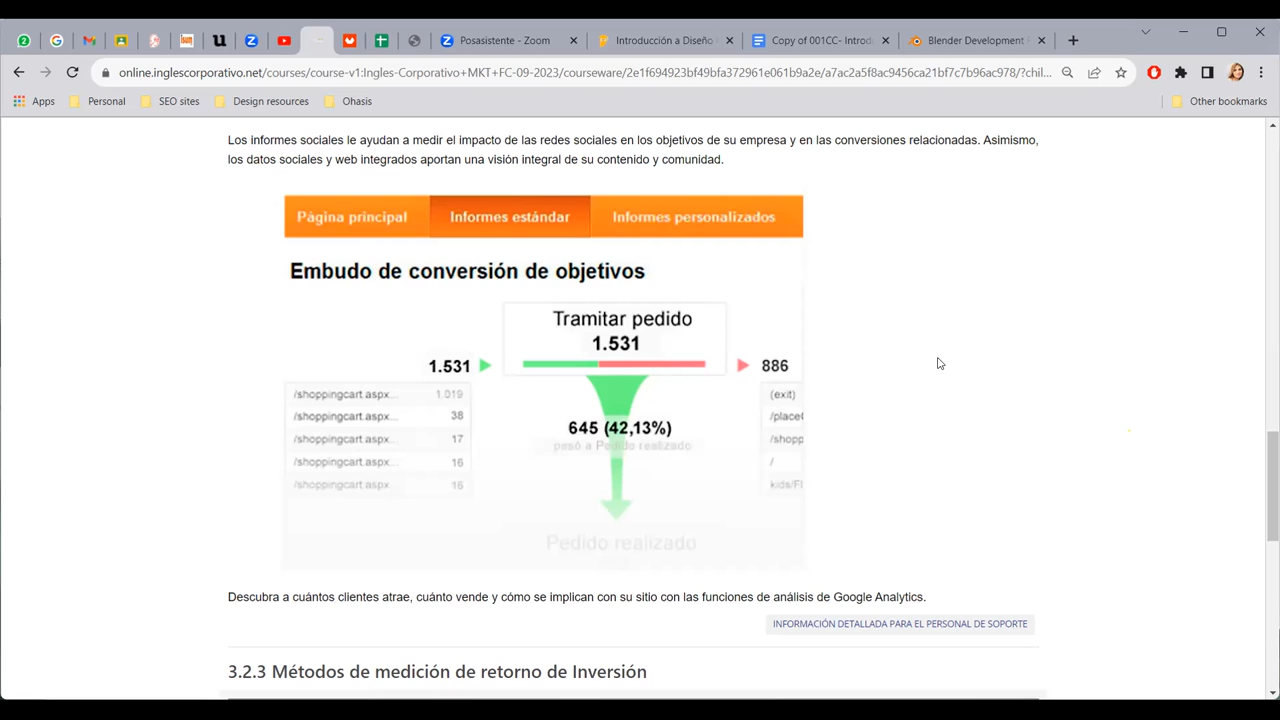 Posasistente - Zoom
Introducción a Diseño
Copy of 001CC- Introd
Blender Development
online.inglescorporativo.net/courses/course-v1:Ingles-Corporativo+MKT+FC-09-2023/courseware/2e1f694923bf49bfa372961e061b9a2e/a7ac2a5f8ac9456ca21bf7c7b96ac978/?chil...
Apps
Personal
SEO sites
Design resources
Ohasis
Other bookmarks
Los informes sociales le ayudan a medir el impacto de las redes sociales en los objetivos de su empresa y en las conversiones relacionadas. Asimismo,
los datos sociales y web integrados aportan una visión integral de su contenido y comunidad.
Página principal
Informes estándar
Informes personalizados
Embudo de conversión de objetivos
Tramitar pedido
1.531
1.531
886
/shoppingcart.aspx... 1.019
/shoppingcart.aspx... 38
/shoppingcart.aspx... 17
/shoppingcart.aspx... 16
/shoppingcart.aspx... 16
645 (42,13%)
pasó a Pedido realizado
(exit)
/place
/shopp
/
kids/Fl
Pedido realizado
Descubra a cuántos clientes atrae, cuánto vende y cómo se implican con su sitio con las funciones de análisis de Google Analytics.
INFORMACIÓN DETALLADA PARA EL PERSONAL DE SOPORTE
3.2.3 Métodos de medición de retorno de Inversión